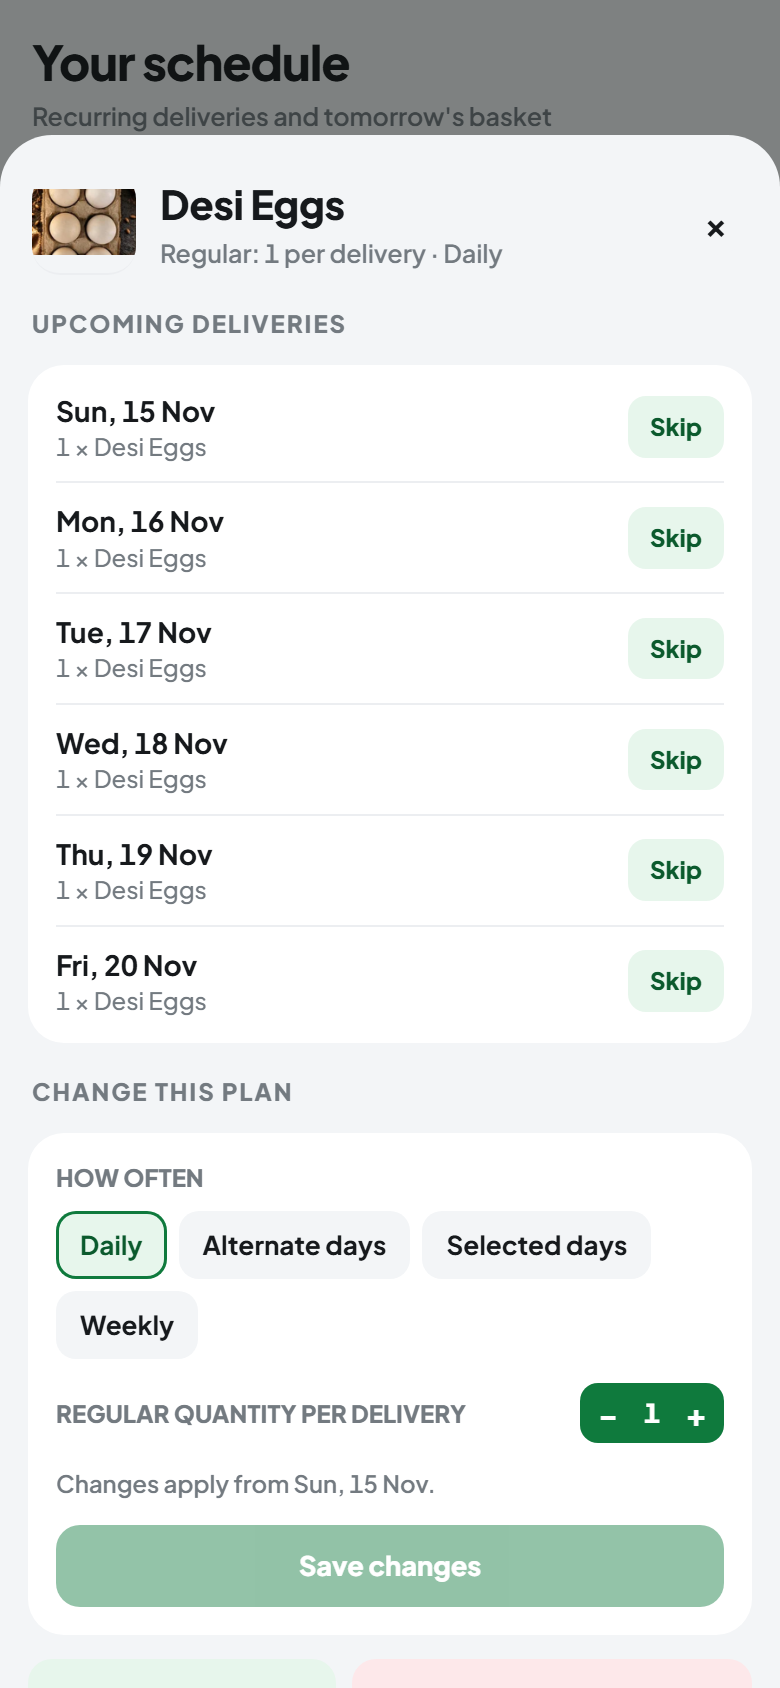 Your schedule
Recurring deliveries and tomorrow's basket
Desi Eggs
×
Regular: 1 per delivery · Daily
UPCOMING DELIVERIES
Sun, 15 Nov
1 × Desi Eggs
Skip
Mon, 16 Nov
1 × Desi Eggs
Skip
Tue, 17 Nov
1 × Desi Eggs
Skip
Wed, 18 Nov
1 × Desi Eggs
Skip
Thu, 19 Nov
1 × Desi Eggs
Skip
Fri, 20 Nov
1 × Desi Eggs
Skip
CHANGE THIS PLAN
HOW OFTEN
Daily Alternate days Selected days
Weekly
REGULAR QUANTITY PER DELIVERY – 1 +
Changes apply from Sun, 15 Nov.
Save changes